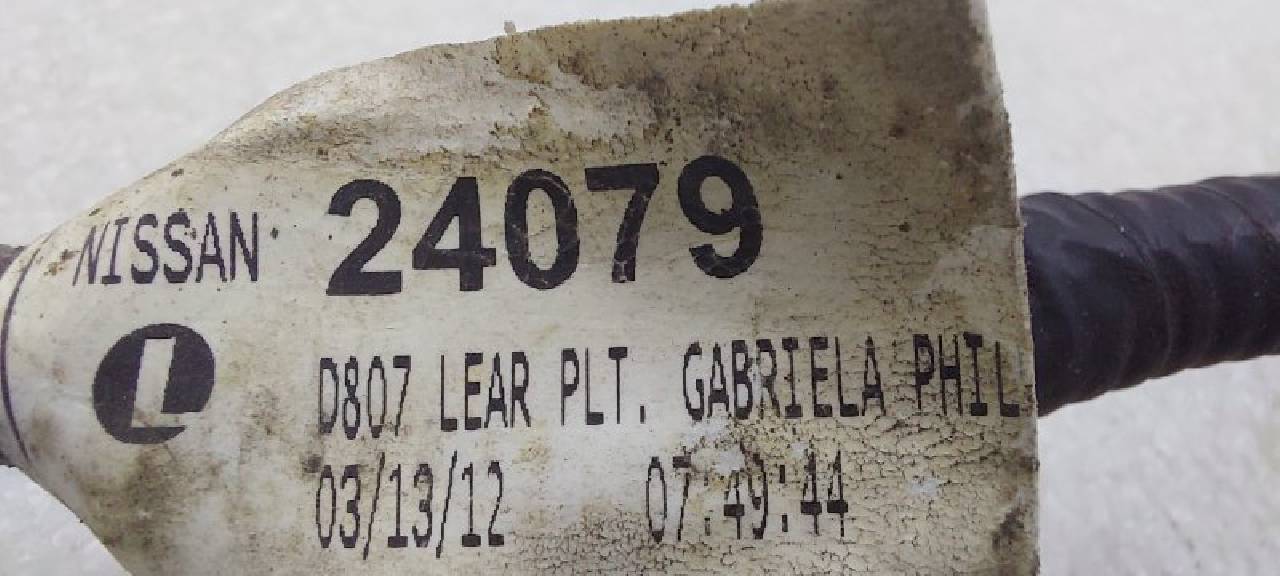 NISSAN 24079
L
D807 LEAR PLT. GABRIELA PHIL
03/13/12 07:49:44